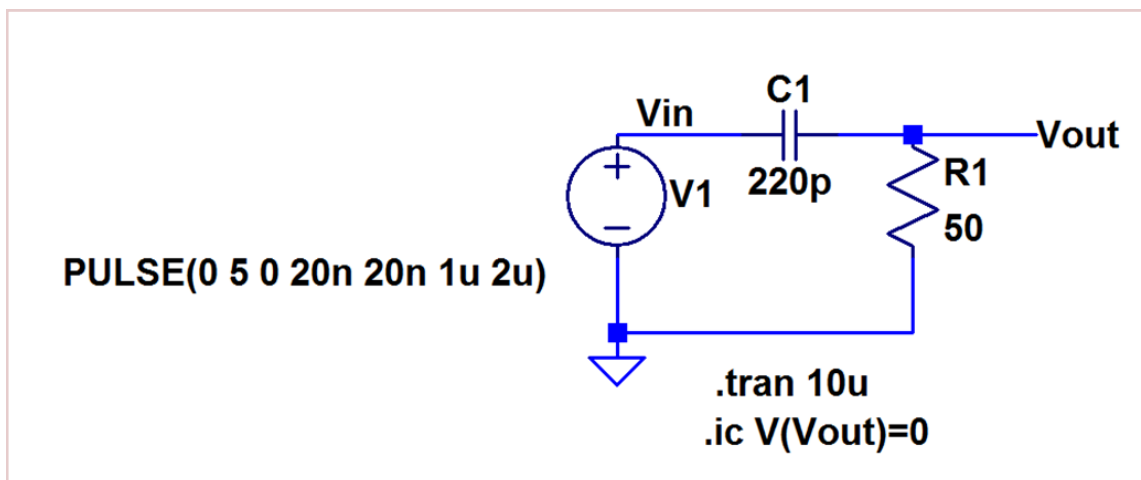 C1
Vin
Vout
220p
V1
R1
50
PULSE(0 5 0 20n 20n 1u 2u)
.tran 10u
.ic V(Vout)=0